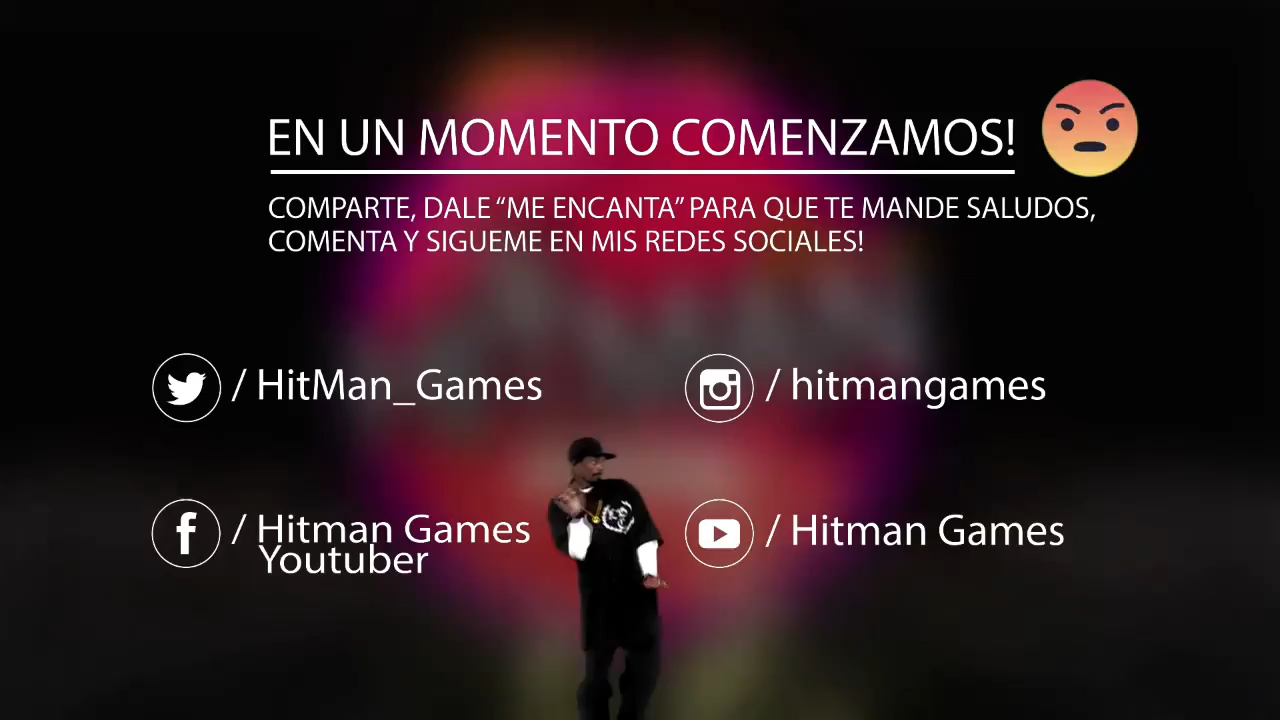 EN UN MOMENTO COMENZAMOS!
COMPARTE, DALE “ME ENCANTA” PARA QUE TE MANDE SALUDOS,
COMENTA Y SIGUEME EN MIS REDES SOCIALES!
/ HitMan_Games
/ hitmangames
/ Hitman Games
Youtuber
/ Hitman Games